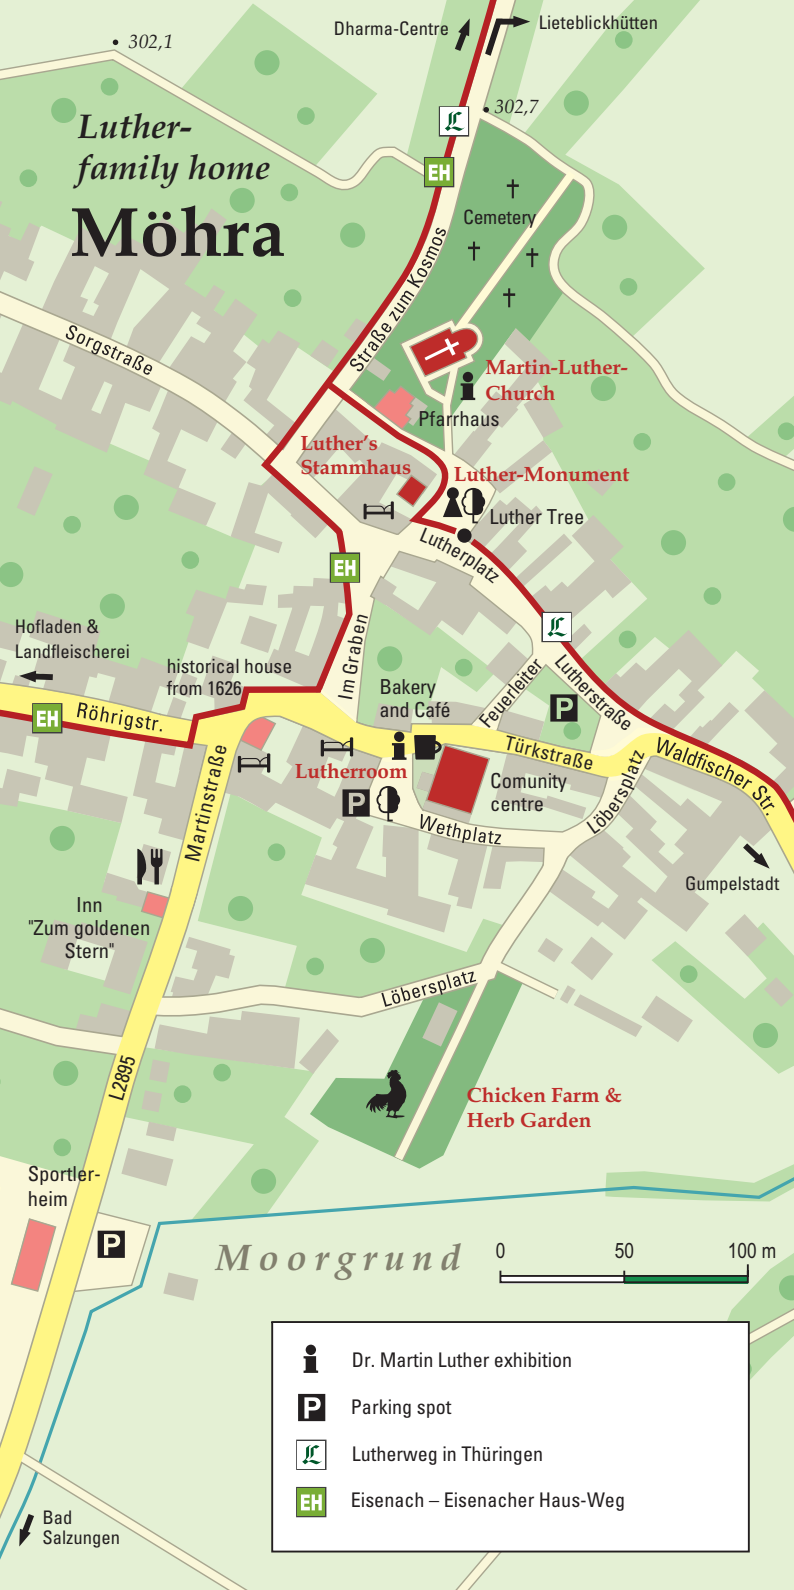 Dharma-Centre
Lieteblickhütten
302,1
302,7
Luther-
family home
Möhra
L
EH
Cemetery
Straße zum Kosmos
Sorgstraße
Martin-Luther-
Church
Pfarrhaus
Luther's
Stammhaus
Luther-Monument
Luther Tree
Lutherplatz
EH
L
Hofladen &
Landfleischerei
historical house
from 1626
Im Graben
Bakery
and Café
Feuerleiter
Lutherstraße
P
EH
Röhrigstr.
Türkstraße
Waldfischer Str.
Lutherroom
Comunity
centre
Löbersplatz
P
Wethplatz
Martinstraße
Gumpelstadt
Inn
"Zum goldenen
Stern"
Löbersplatz
L2895
Chicken Farm &
Herb Garden
Sportler-
heim
P
Moorgrund
0 50 100 m
Dr. Martin Luther exhibition
P Parking spot
L Lutherweg in Thüringen
EH Eisenach – Eisenacher Haus-Weg
Bad
Salzungen